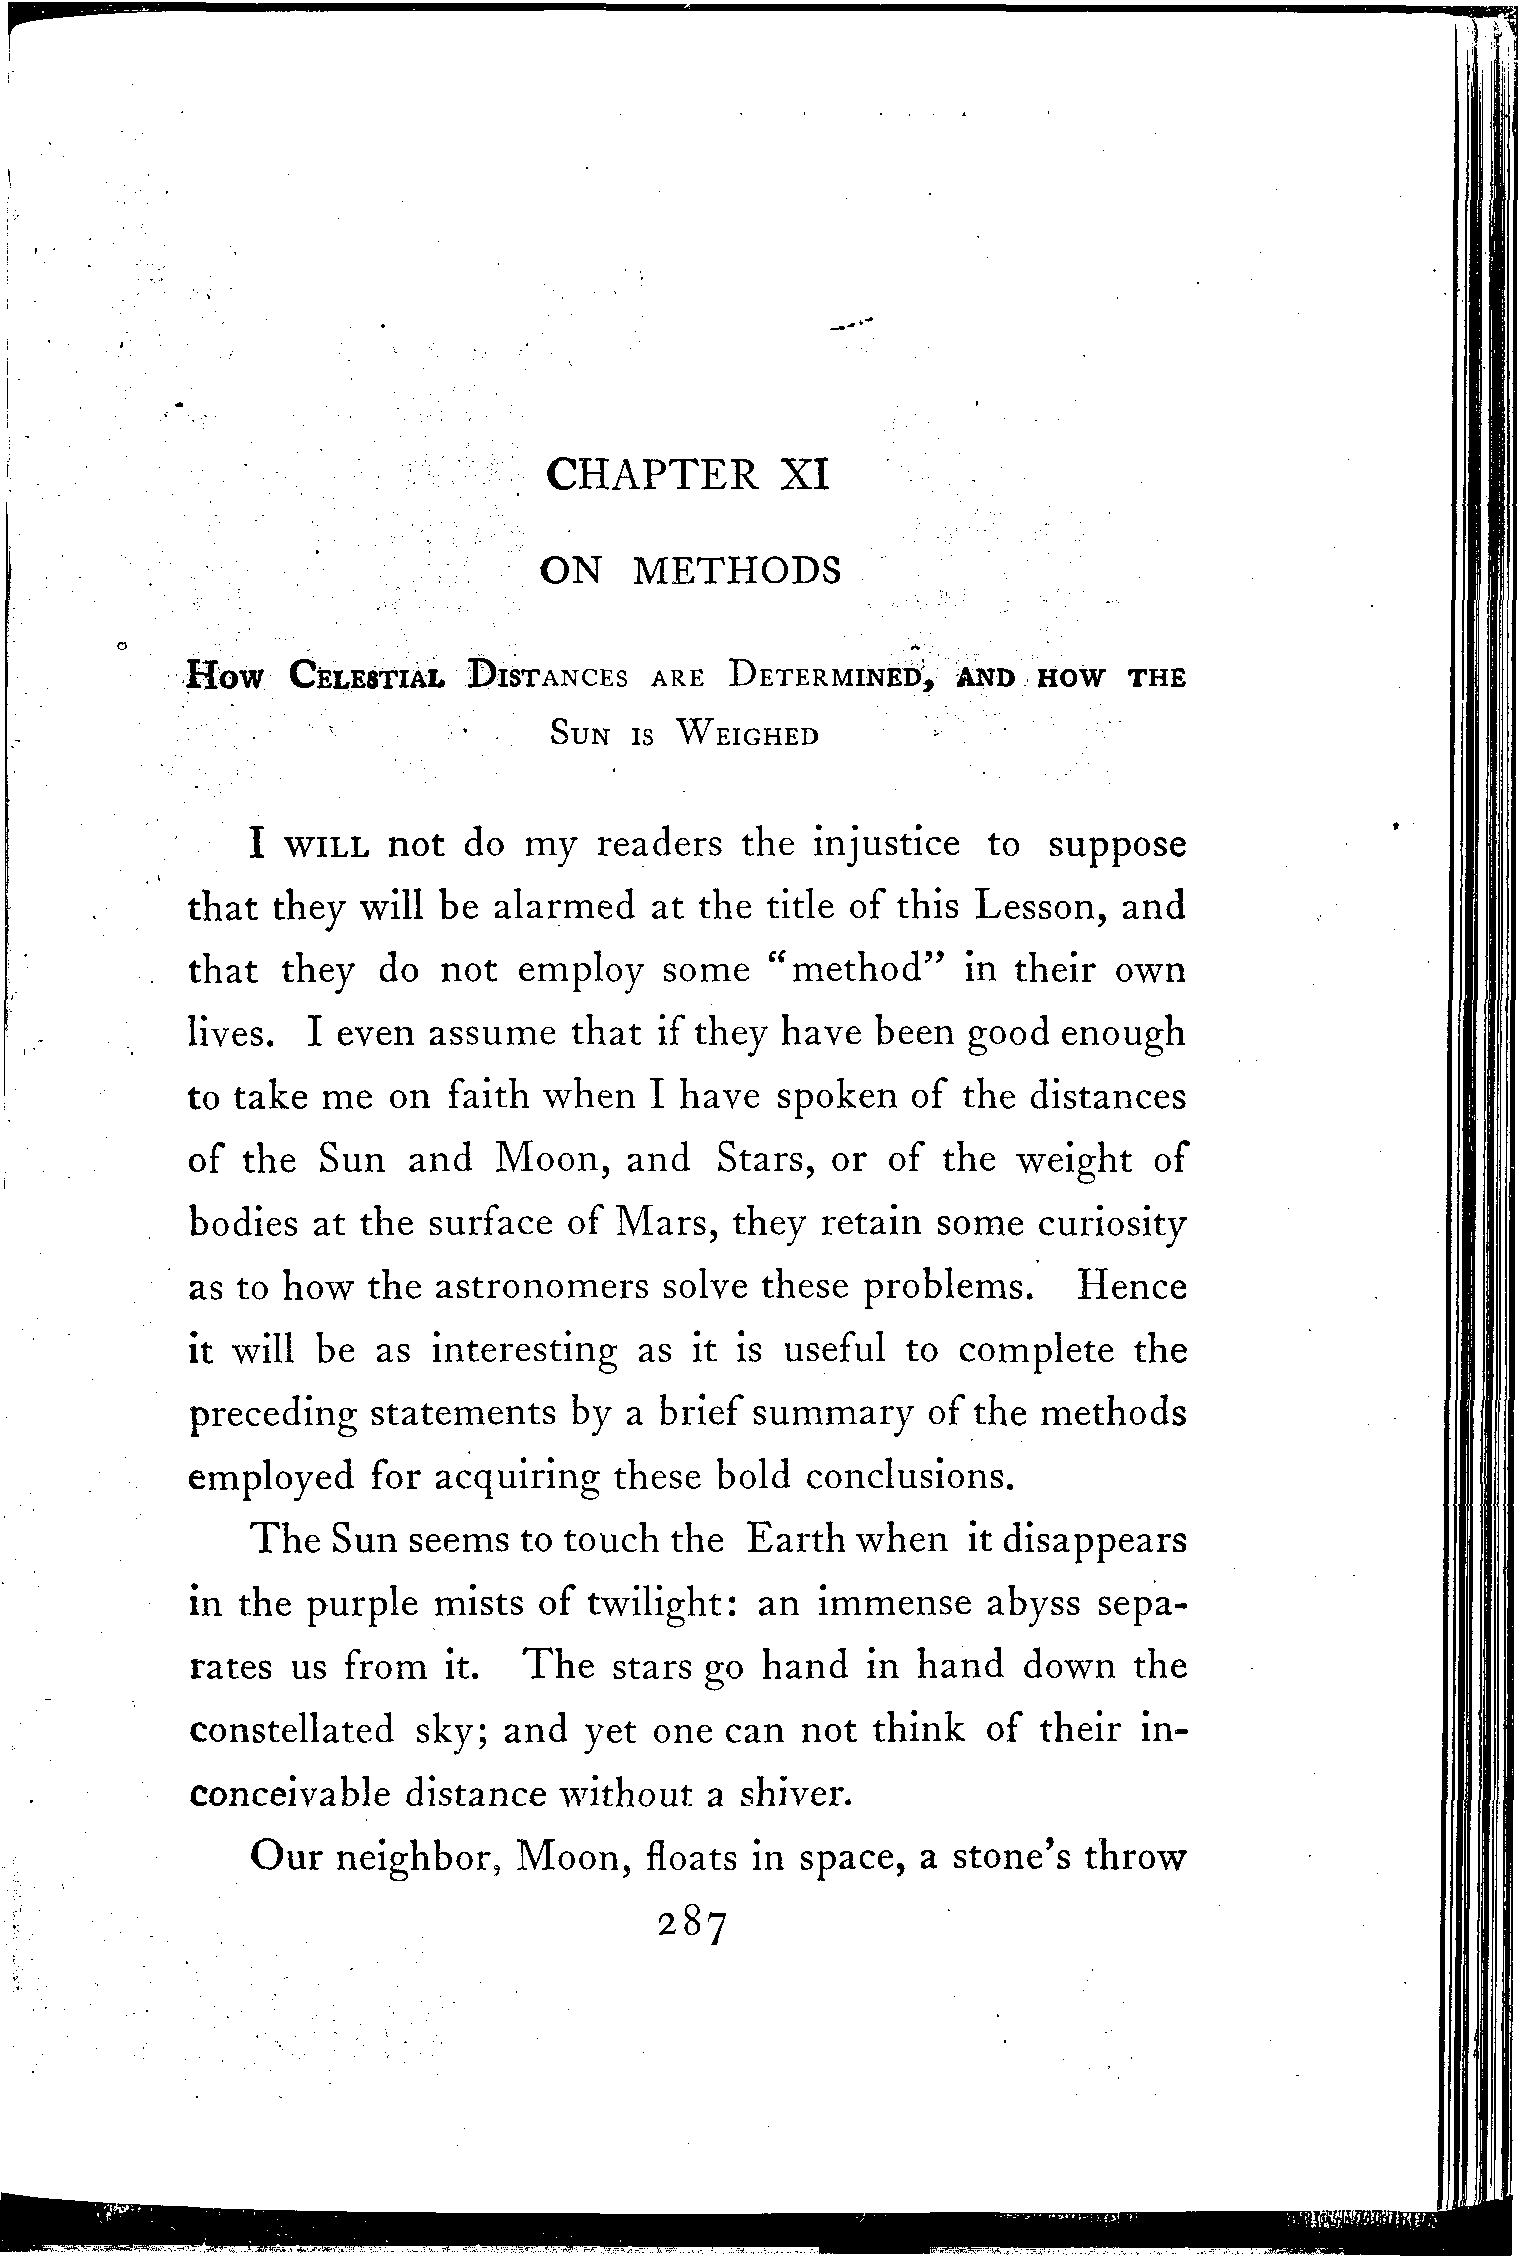 CHAPTER XI
ON METHODS
How Celestial Distances are Determined, and how the
Sun is Weighed
I will not do my readers the injustice to suppose
that they will be alarmed at the title of this Lesson, and
that they do not employ some "method" in their own
lives. I even assume that if they have been good enough
to take me on faith when I have spoken of the distances
of the Sun and Moon, and Stars, or of the weight of
bodies at the surface of Mars, they retain some curiosity
as to how the astronomers solve these problems. Hence
it will be as interesting as it is useful to complete the
preceding statements by a brief summary of the methods
employed for acquiring these bold conclusions.
The Sun seems to touch the Earth when it disappears
in the purple mists of twilight: an immense abyss sepa-
rates us from it. The stars go hand in hand down the
constellated sky; and yet one can not think of their in-
conceivable distance without a shiver.
Our neighbor, Moon, floats in space, a stone's throw
287